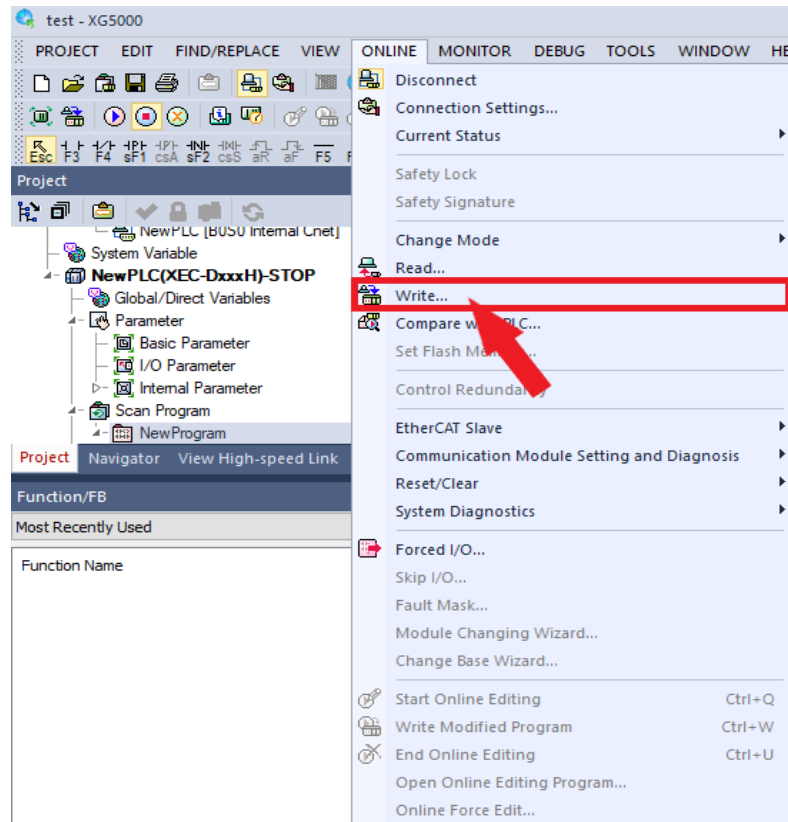 test - XG5000
PROJECT EDIT FIND/REPLACE VIEW ONLINE MONITOR DEBUG TOOLS WINDOW HE
Esc F3 F4 sF1 csA sF2 csS aR aF F5
Project
NewPLC [B0S0 Internal Cnet]
System Variable
NewPLC(XEC-DxxxH)-STOP
Global/Direct Variables
Parameter
Basic Parameter
I/O Parameter
Internal Parameter
Scan Program
NewProgram
Project Navigator View High-speed Link
Function/FB
Most Recently Used
Function Name
Disconnect
Connection Settings...
Current Status
Safety Lock
Safety Signature
Change Mode
Read...
Write...
Compare w PLC...
Set Flash M
Control Redunda
EtherCAT Slave
Communication Module Setting and Diagnosis
Reset/Clear
System Diagnostics
Forced I/O...
Skip I/O...
Fault Mask...
Module Changing Wizard...
Change Base Wizard...
Start Online Editing Ctrl+Q
Write Modified Program Ctrl+W
End Online Editing Ctrl+U
Open Online Editing Program...
Online Force Edit...